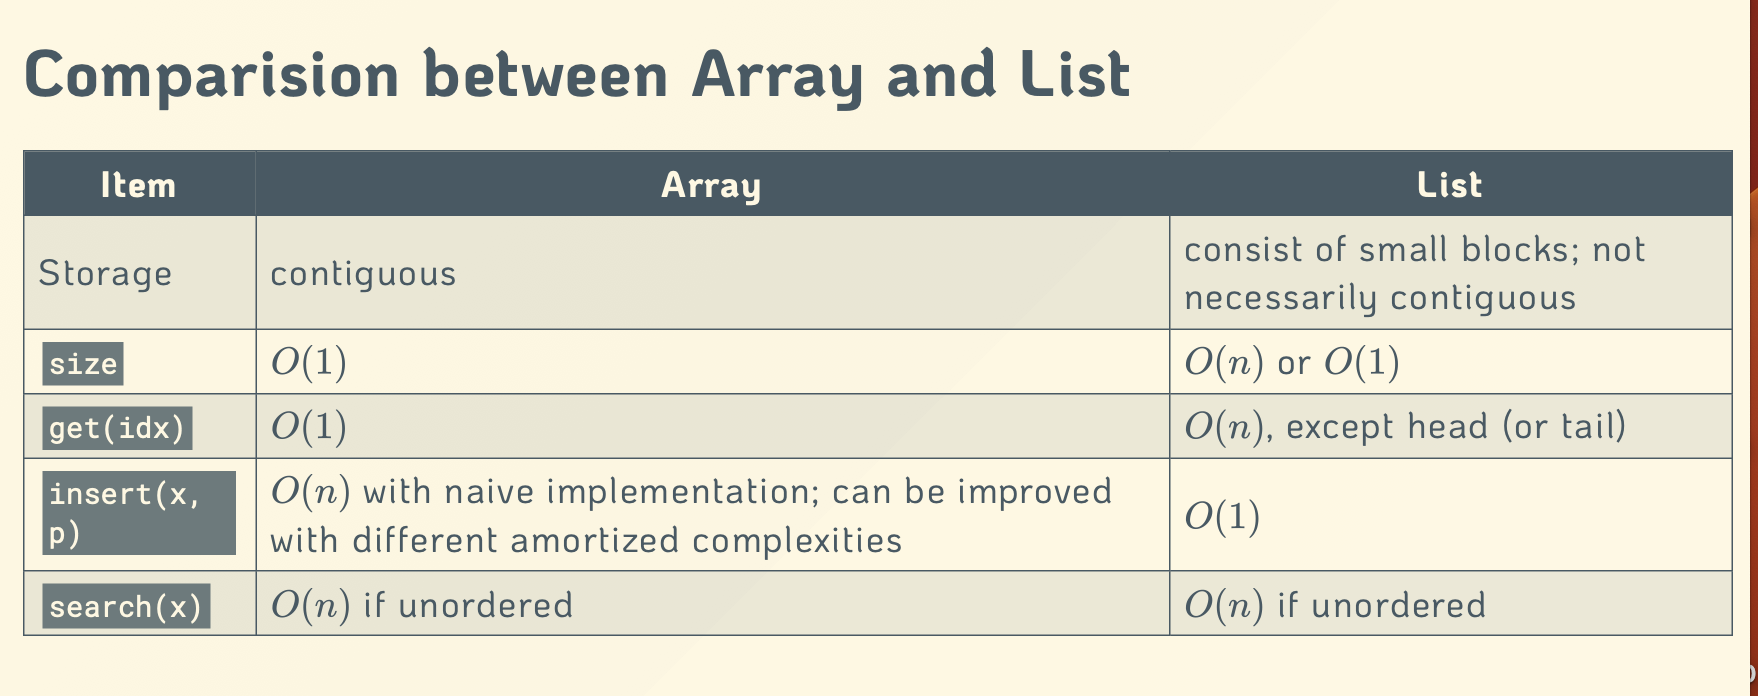 Comparision between Array and List
Item Array List
Storage contiguous consist of small blocks; not
necessarily contiguous
size O(1) O(n) or O(1)
get(idx) O(1) O(n), except head (or tail)
insert(x,
p) O(n) with naive implementation; can be improved
with different amortized complexities O(1)
search(x) O(n) if unordered O(n) if unordered